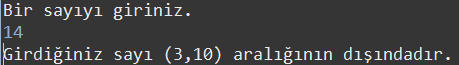 Bir sayıyı giriniz.
14
Girdiğiniz sayı (3,10) aralığının dışındadır.